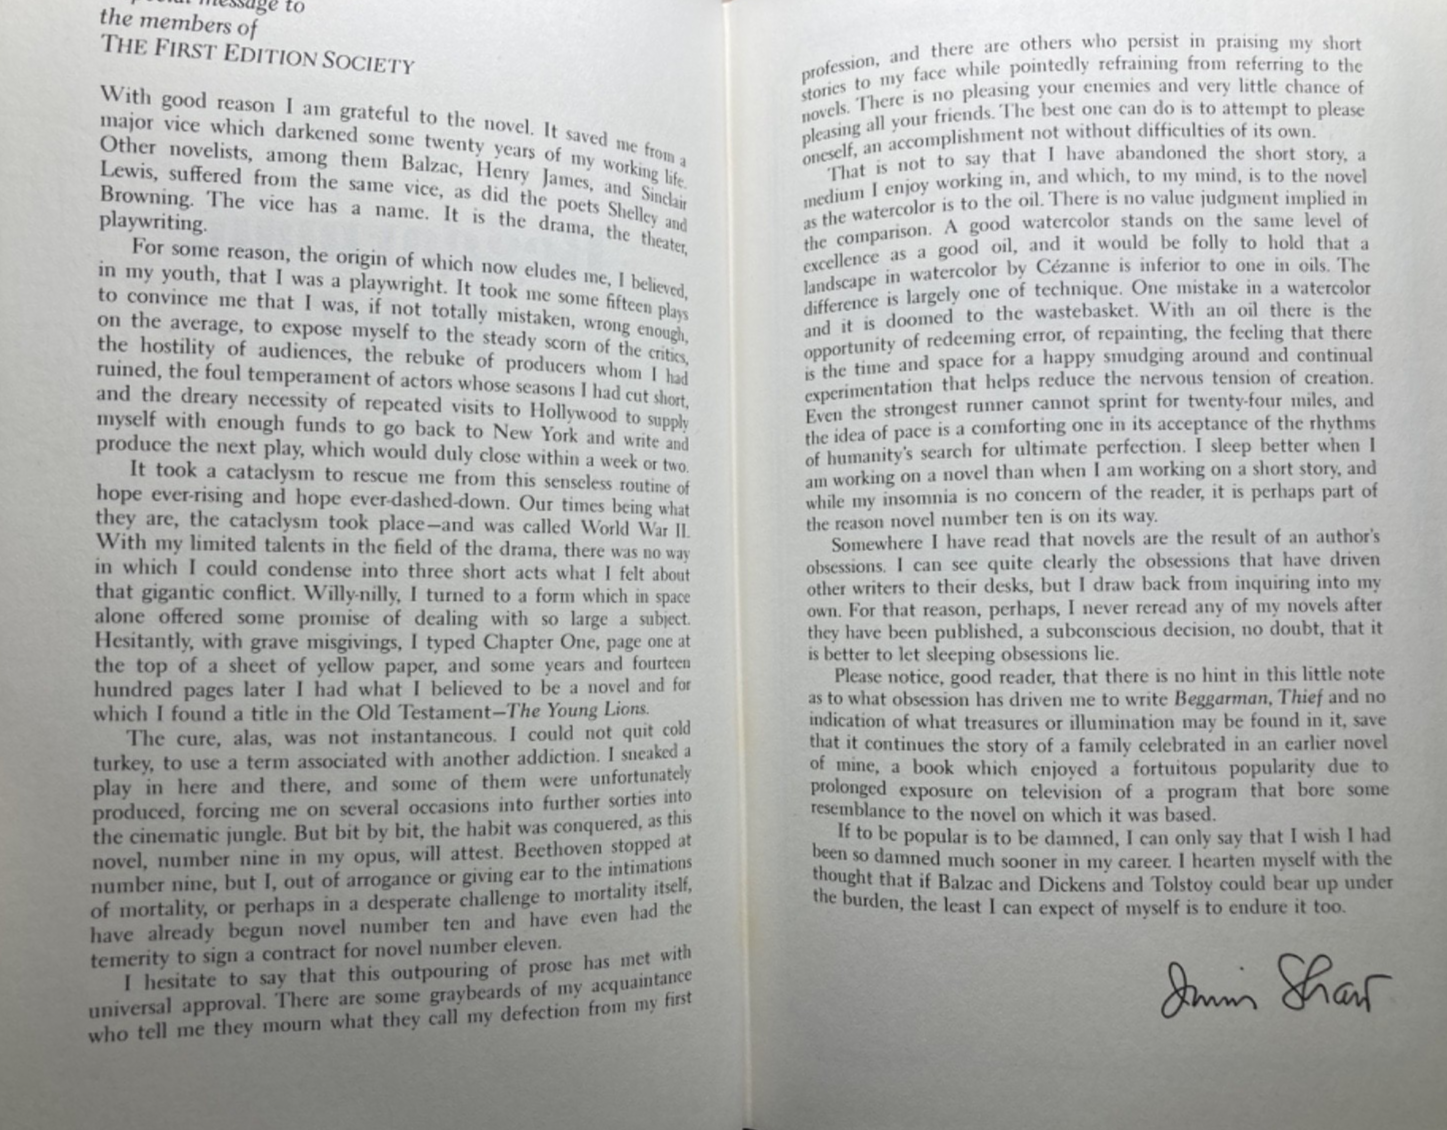 message to
the members of
THE FIRST EDITION SOCIETY
With good reason I am grateful to the novel. It saved me from a
major vice which darkened some twenty years of my working life.
Other novelists, among them Balzac, Henry James, and Sinclair
Lewis, suffered from the same vice, as did the poets Shelley and
Browning. The vice has a name. It is the drama, the theater,
playwriting.
For some reason, the origin of which now eludes me, I believed,
in my youth, that I was a playwright. It took me some fifteen plays
to convince me that I was, if not totally mistaken, wrong enough,
on the average, to expose myself to the steady scorn of the critics,
the hostility of audiences, the rebuke of producers whom I had
ruined, the foul temperament of actors whose seasons I had cut short,
and the dreary necessity of repeated visits to Hollywood to supply
myself with enough funds to go back to New York and write and
produce the next play, which would duly close within a week or two.
It took a cataclysm to rescue me from this senseless routine of
hope ever-rising and hope ever-dashed-down. Our times being what
they are, the cataclysm took place—and was called World War II.
With my limited talents in the field of the drama, there was no way
in which I could condense into three short acts what I felt about
that gigantic conflict. Willy-nilly, I turned to a form which in space
alone offered some promise of dealing with so large a subject.
Hesitantly, with grave misgivings, I typed Chapter One, page one at
the top of a sheet of yellow paper, and some years and fourteen
hundred pages later I had what I believed to be a novel and for
which I found a title in the Old Testament—The Young Lions.
The cure, alas, was not instantaneous. I could not quit cold
turkey, to use a term associated with another addiction. I sneaked a
play in here and there, and some of them were unfortunately
produced, forcing me on several occasions into further sorties into
the cinematic jungle. But bit by bit, the habit was conquered, as this
novel, number nine in my opus, will attest. Beethoven stopped at
number nine, but I, out of arrogance or giving ear to the intimations
of mortality, or perhaps in a desperate challenge to mortality itself,
have already begun novel number ten and have even had the
temerity to sign a contract for novel number eleven.
I hesitate to say that this outpouring of prose has met with
universal approval. There are some graybeards of my acquaintance
who tell me they mourn what they call my defection from my first
profession, and there are others who persist in praising my short
stories to my face while pointedly refraining from referring to the
novels. There is no pleasing your enemies and very little chance of
pleasing all your friends. The best one can do is to attempt to please
oneself, an accomplishment not without difficulties of its own.
That is not to say that I have abandoned the short story, a
medium I enjoy working in, and which, to my mind, is to the novel
as the watercolor is to the oil. There is no value judgment implied in
the comparison. A good watercolor stands on the same level of
excellence as a good oil, and it would be folly to hold that a
landscape in watercolor by Cézanne is inferior to one in oils. The
difference is largely one of technique. One mistake in a watercolor
and it is doomed to the wastebasket. With an oil there is the
opportunity of redeeming error, of repainting, the feeling that there
is the time and space for a happy smudging around and continual
experimentation that helps reduce the nervous tension of creation.
Even the strongest runner cannot sprint for twenty-four miles, and
the idea of pace is a comforting one in its acceptance of the rhythms
of humanity's search for ultimate perfection. I sleep better when I
am working on a novel than when I am working on a short story, and
while my insomnia is no concern of the reader, it is perhaps part of
the reason novel number ten is on its way.
Somewhere I have read that novels are the result of an author's
obsessions. I can see quite clearly the obsessions that have driven
other writers to their desks, but I draw back from inquiring into my
own. For that reason, perhaps, I never reread any of my novels after
they have been published, a subconscious decision, no doubt, that it
is better to let sleeping obsessions lie.
Please notice, good reader, that there is no hint in this little note
as to what obsession has driven me to write Beggarman, Thief and no
indication of what treasures or illumination may be found in it, save
that it continues the story of a family celebrated in an earlier novel
of mine, a book which enjoyed a fortuitous popularity due to
prolonged exposure on television of a program that bore some
resemblance to the novel on which it was based.
If to be popular is to be damned, I can only say that I wish I had
been so damned much sooner in my career. I hearten myself with the
thought that if Balzac and Dickens and Tolstoy could bear up under
the burden, the least I can expect of myself is to endure it too.
Irwin Shaw